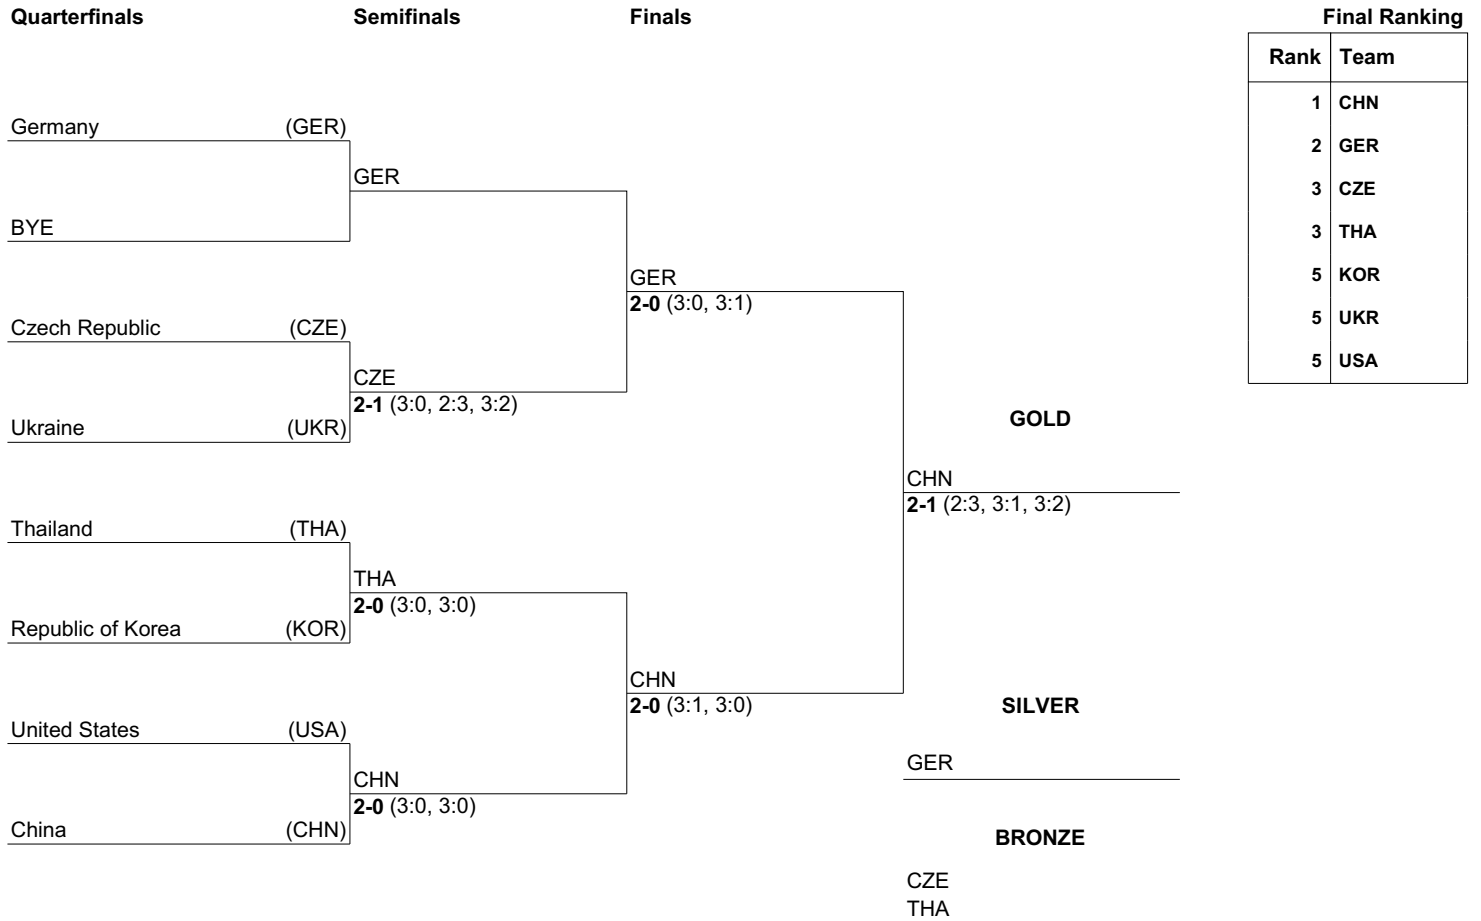 Quarterfinals Semifinals Finals Final Ranking
Rank Team
1 CHN
2 GER
3 CZE
3 THA
5 KOR
5 UKR
5 USA
Germany (GER)
BYE
Czech Republic (CZE)
Ukraine (UKR)
Thailand (THA)
Republic of Korea (KOR)
United States (USA)
China (CHN)
GER
CZE
2-1 (3:0, 2:3, 3:2)
THA
2-0 (3:0, 3:0)
CHN
2-0 (3:0, 3:0)
GER
2-0 (3:0, 3:1)
CHN
2-0 (3:1, 3:0)
GOLD
CHN
2-1 (2:3, 3:1, 3:2)
SILVER
GER
BRONZE
CZE
THA